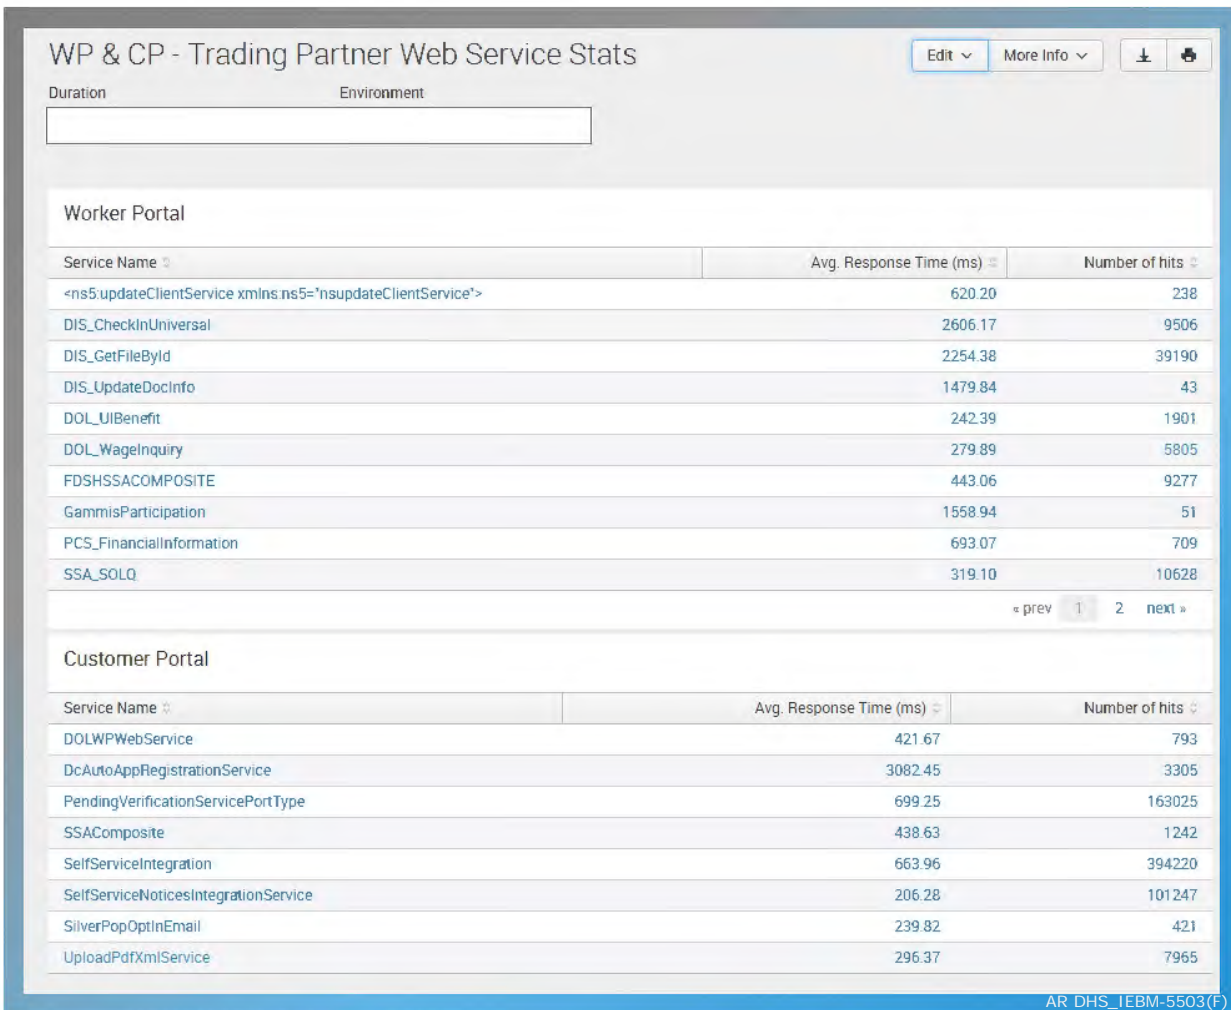 WP & CP - Trading Partner Web Service Stats
Edit More Info
Duration Environment
Worker Portal
Service Name Avg. Response Time (ms) Number of hits
<ns5:updateClientService xmlns:ns5="nsupdateClientService"> 620.20 238
DIS_CheckInUniversal 2606.17 9506
DIS_GetFileById 2254.38 39190
DIS_UpdateDocInfo 1479.84 43
DOL_UIBenefit 242.39 1901
DOL_WageInquiry 279.89 5805
FDSHSSACOMPOSITE 443.06 9277
GammisParticipation 1558.94 51
PCS_FinancialInformation 693.07 709
SSA_SOLQ 319.10 10628
« prev 1 2 next »
Customer Portal
Service Name Avg. Response Time (ms) Number of hits
DOLWPWebService 421.67 793
DcAutoAppRegistrationService 3082.45 3305
PendingVerificationServicePortType 699.25 163025
SSAComposite 438.63 1242
SelfServiceIntegration 663.96 394220
SelfServiceNoticesIntegrationService 206.28 101247
SilverPopOptInEmail 239.82 421
UploadPdfXmlService 296.37 7965
AR DHS_IEBM-5503(F)